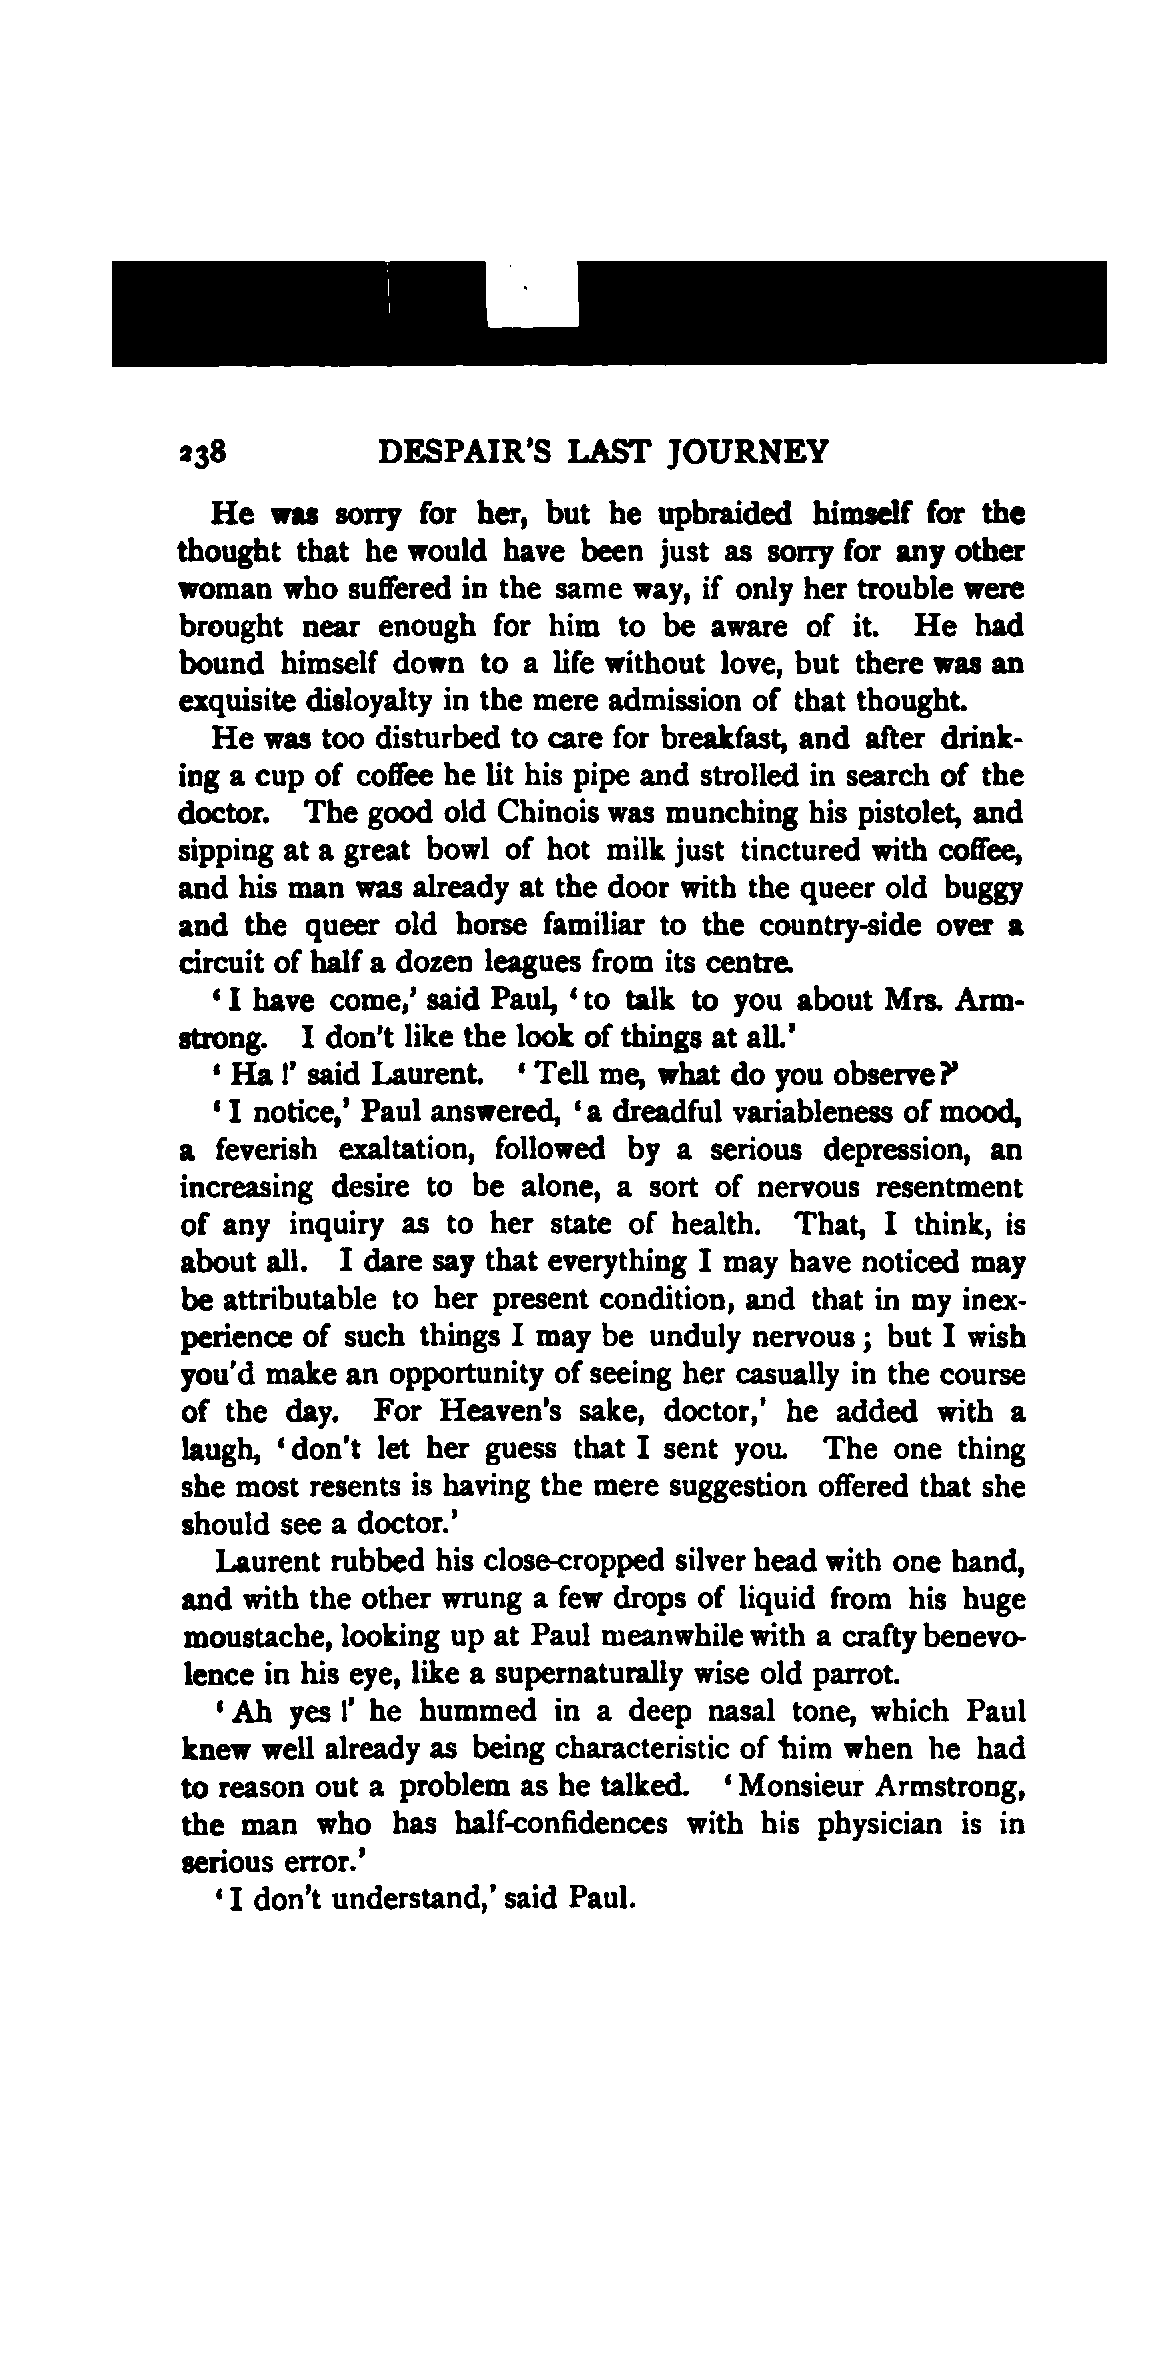 238 DESPAIR'S LAST JOURNEY
He was sorry for her, but he upbraided himself for the
thought that he would have been just as sorry for any other
woman who suffered in the same way, if only her trouble were
brought near enough for him to be aware of it. He had
bound himself down to a life without love, but there was an
exquisite disloyalty in the mere admission of that thought.
He was too disturbed to care for breakfast, and after drink-
ing a cup of coffee he lit his pipe and strolled in search of the
doctor. The good old Chinois was munching his pistolet, and
sipping at a great bowl of hot milk just tinctured with coffee,
and his man was already at the door with the queer old buggy
and the queer old horse familiar to the country-side over a
circuit of half a dozen leagues from its centre.
'I have come,' said Paul, 'to talk to you about Mrs. Arm-
strong. I don't like the look of things at all.'
'Ha!' said Laurent. 'Tell me, what do you observe?'
'I notice,' Paul answered, 'a dreadful variableness of mood,
a feverish exaltation, followed by a serious depression, an
increasing desire to be alone, a sort of nervous resentment
of any inquiry as to her state of health. That, I think, is
about all. I dare say that everything I may have noticed may
be attributable to her present condition, and that in my inex-
perience of such things I may be unduly nervous; but I wish
you'd make an opportunity of seeing her casually in the course
of the day. For Heaven's sake, doctor,' he added with a
laugh, 'don't let her guess that I sent you. The one thing
she most resents is having the mere suggestion offered that she
should see a doctor.'
Laurent rubbed his close-cropped silver head with one hand,
and with the other wrung a few drops of liquid from his huge
moustache, looking up at Paul meanwhile with a crafty benevo-
lence in his eye, like a supernaturally wise old parrot.
'Ah yes!' he hummed in a deep nasal tone, which Paul
knew well already as being characteristic of him when he had
to reason out a problem as he talked. 'Monsieur Armstrong,
the man who has half-confidences with his physician is in
serious error.'
'I don't understand,' said Paul.